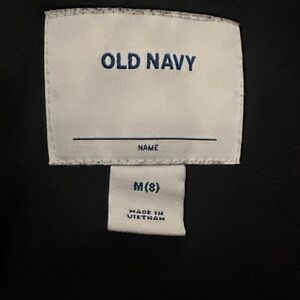 OLD NAVY
NAME
M(8)
MADE IN
VIETNAM